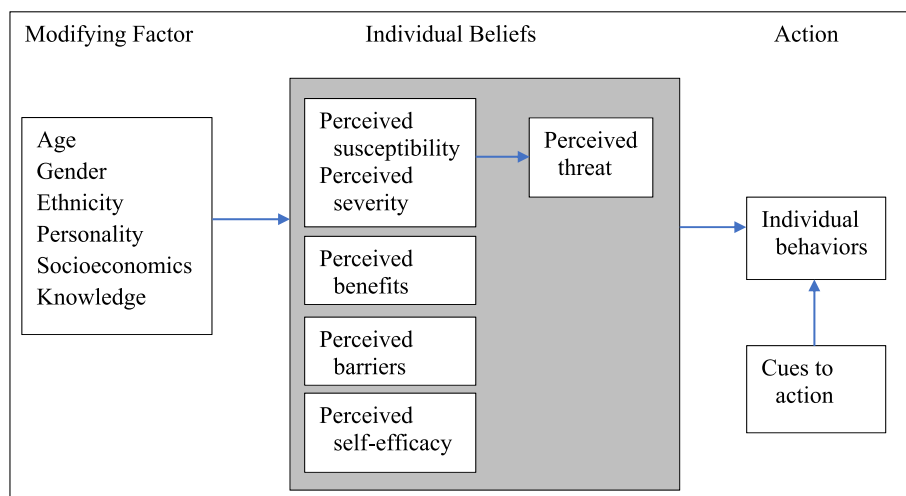 Modifying Factor
Individual Beliefs
Action
Age
Gender
Ethnicity
Personality
Socioeconomics
Knowledge
Perceived
susceptibility
Perceived
severity
Perceived
threat
Perceived
benefits
Perceived
barriers
Perceived
self-efficacy
Individual
behaviors
Cues to
action